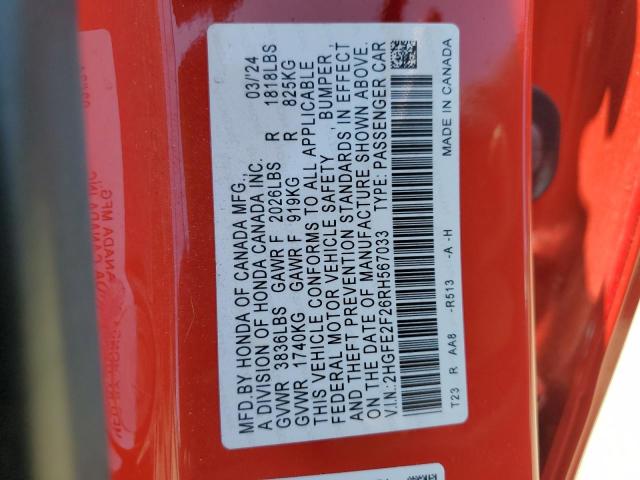 MFD.BY HONDA OF CANADA MFG., 03/'24
A DIVISION OF HONDA CANADA INC.
GVWR 3836LBS GAWR F 2026LBS R 1818LBS
GVWR 1740KG GAWR F 919KG R 825KG
THIS VEHICLE CONFORMS TO ALL APPLICABLE
FEDERAL MOTOR VEHICLE SAFETY, BUMPER,
AND THEFT PREVENTION STANDARDS IN EFFECT
ON THE DATE OF MANUFACTURE SHOWN ABOVE.
V.I.N.:2HGFE2F26RH567033 TYPE:PASSENGER CAR
T23 R AA8 -R513 -A -H MADE IN CANADA